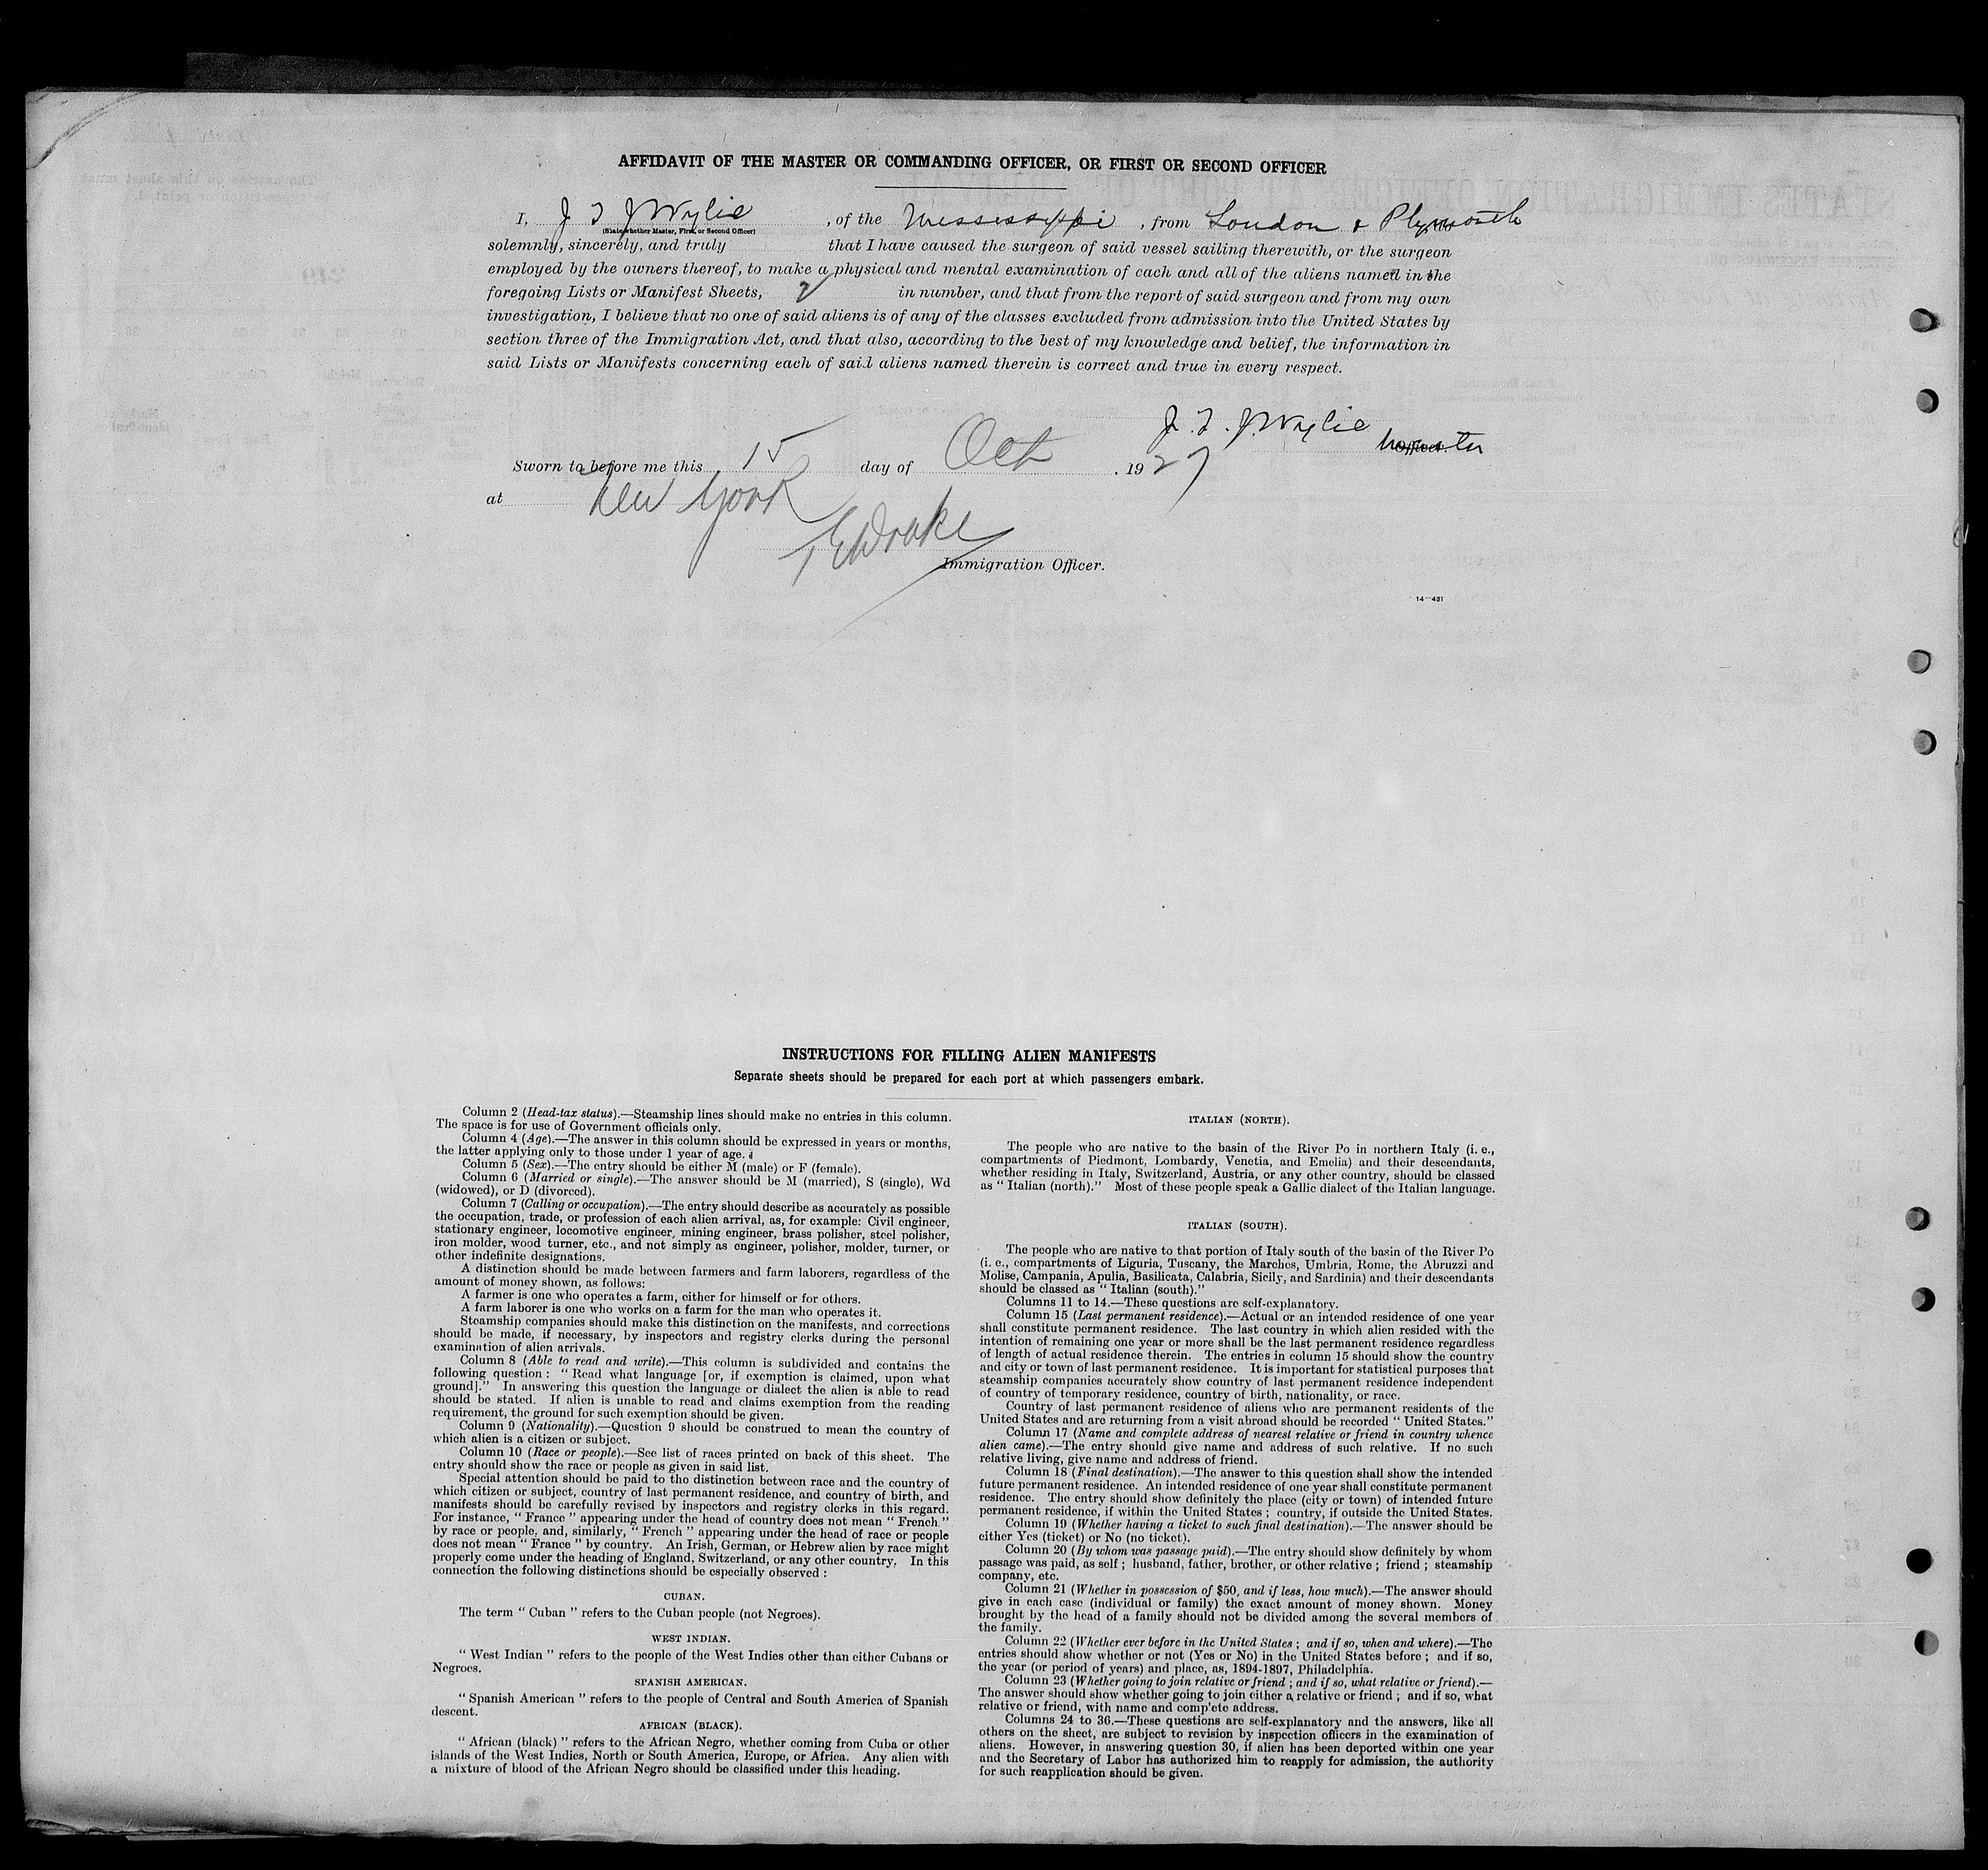 AFFIDAVIT OF THE MASTER OR COMMANDING OFFICER, OR FIRST OR SECOND OFFICER
I, J. T. J Wylie , of the Mississippi , from London & Plymouth
(State whether Master, First, or Second Officer)
solemnly, sincerely, and truly that I have caused the surgeon of said vessel sailing therewith, or the surgeon
employed by the owners thereof, to make a physical and mental examination of each and all of the aliens named in the
foregoing Lists or Manifest Sheets, 2 in number, and that from the report of said surgeon and from my own
investigation, I believe that no one of said aliens is of any of the classes excluded from admission into the United States by
section three of the Immigration Act, and that also, according to the best of my knowledge and belief, the information in
said Lists or Manifests concerning each of said aliens named therein is correct and true in every respect.
J. T. J. Wylie
Master
Officer.
Sworn to before me this 15 day of Oct , 1927
at New York
Drake
Immigration Officer.
14—421
INSTRUCTIONS FOR FILLING ALIEN MANIFESTS
Separate sheets should be prepared for each port at which passengers embark.
Column 2 (Head-tax status).—Steamship lines should make no entries in this column.
The space is for use of Government officials only.
Column 4 (Age).—The answer in this column should be expressed in years or months,
the latter applying only to those under 1 year of age.
Column 5 (Sex).—The entry should be either M (male) or F (female).
Column 6 (Married or single).—The answer should be M (married), S (single), Wd
(widowed), or D (divorced).
Column 7 (Calling or occupation).—The entry should describe as accurately as possible
the occupation, trade, or profession of each alien arrival, as, for example: Civil engineer,
stationary engineer, locomotive engineer, mining engineer, brass polisher, steel polisher,
iron molder, wood turner, etc., and not simply as engineer, polisher, molder, turner, or
other indefinite designations.
A distinction should be made between farmers and farm laborers, regardless of the
amount of money shown, as follows:
A farmer is one who operates a farm, either for himself or for others.
A farm laborer is one who works on a farm for the man who operates it.
Steamship companies should make this distinction on the manifests, and corrections
should be made, if necessary, by inspectors and registry clerks during the personal
examination of alien arrivals.
Column 8 (Able to read and write).—This column is subdivided and contains the
following question: “ Read what language [or, if exemption is claimed, upon what
ground].” In answering this question the language or dialect the alien is able to read
should be stated. If alien is unable to read and claims exemption from the reading
requirement, the ground for such exemption should be given.
Column 9 (Nationality).—Question 9 should be construed to mean the country of
which alien is a citizen or subject.
Column 10 (Race or people).—See list of races printed on back of this sheet. The
entry should show the race or people as given in said list.
Special attention should be paid to the distinction between race and the country of
which citizen or subject, country of last permanent residence, and country of birth, and
manifests should be carefully revised by inspectors and registry clerks in this regard.
For instance, “ France ” appearing under the head of country does not mean “ French ”
by race or people, and, similarly, “ French ” appearing under the head of race or people
does not mean “ France ” by country. An Irish, German, or Hebrew alien by race might
properly come under the heading of England, Switzerland, or any other country. In this
connection the following distinctions should be especially observed :
CUBAN.
The term “ Cuban ” refers to the Cuban people (not Negroes).
WEST INDIAN.
“ West Indian ” refers to the people of the West Indies other than either Cubans or
Negroes.
SPANISH AMERICAN.
“ Spanish American ” refers to the people of Central and South America of Spanish
descent.
AFRICAN (BLACK).
“ African (black) ” refers to the African Negro, whether coming from Cuba or other
islands of the West Indies, North or South America, Europe, or Africa. Any alien with
a mixture of blood of the African Negro should be classified under this heading.
ITALIAN (NORTH).
The people who are native to the basin of the River Po in northern Italy (i. e.,
compartments of Piedmont, Lombardy, Venetia, and Emelia) and their descendants,
whether residing in Italy, Switzerland, Austria, or any other country, should be classed
as “ Italian (north).” Most of these people speak a Gallic dialect of the Italian language.
ITALIAN (SOUTH).
The people who are native to that portion of Italy south of the basin of the River Po
(i. e., compartments of Liguria, Tuscany, the Marches, Umbria, Rome, the Abruzzi and
Molise, Campania, Apulia, Basilicata, Calabria, Sicily, and Sardinia) and their descendants
should be classed as “ Italian (south).”
Columns 11 to 14.—These questions are self-explanatory.
Column 15 (Last permanent residence).—Actual or an intended residence of one year
shall constitute permanent residence. The last country in which alien resided with the
intention of remaining one year or more shall be the last permanent residence regardless
of length of actual residence therein. The entries in column 15 should show the country
and city or town of last permanent residence. It is important for statistical purposes that
steamship companies accurately show country of last permanent residence independent
of country of temporary residence, country of birth, nationality, or race.
Country of last permanent residence of aliens who are permanent residents of the
United States and are returning from a visit abroad should be recorded “ United States.”
Column 17 (Name and complete address of nearest relative or friend in country whence
alien came).—The entry should give name and address of such relative. If no such
relative living, give name and address of friend.
Column 18 (Final destination).—The answer to this question shall show the intended
future permanent residence. An intended residence of one year shall constitute permanent
residence. The entry should show definitely the place (city or town) of intended future
permanent residence, if within the United States ; country, if outside the United States.
Column 19 (Whether having a ticket to such final destination).—The answer should be
either Yes (ticket) or No (no ticket).
Column 20 (By whom was passage paid).—The entry should show definitely by whom
passage was paid, as self ; husband, father, brother, or other relative ; friend ; steamship
company, etc.
Column 21 (Whether in possession of $50, and if less, how much).—The answer should
give in each case (individual or family) the exact amount of money shown. Money
brought by the head of a family should not be divided among the several members of
the family.
Column 22 (Whether ever before in the United States ; and if so, when and where).—The
entries should show whether or not (Yes or No) in the United States before ; and if so,
the year (or period of years) and place, as, 1894-1897, Philadelphia.
Column 23 (Whether going to join relative or friend ; and if so, what relative or friend).—
The answer should show whether going to join either a relative or friend ; and if so, what
relative or friend, with name and complete address.
Columns 24 to 36.—These questions are self-explanatory and the answers, like all
others on the sheet, are subject to revision by inspection officers in the examination of
aliens. However, in answering question 30, if alien has been deported within one year
and the Secretary of Labor has authorized him to reapply for admission, the authority
for such reapplication should be given.